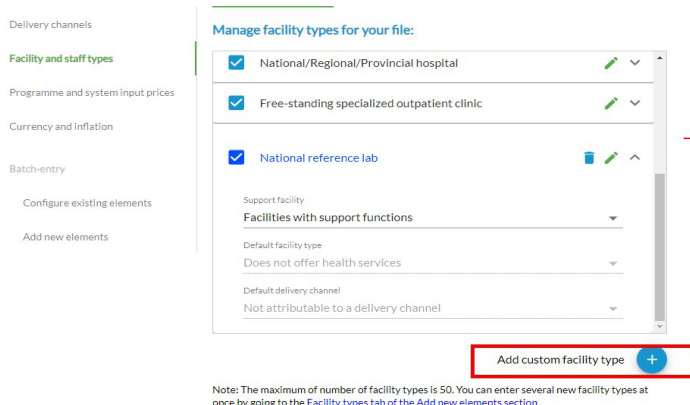 Delivery channels
Facility and staff types
Programme and system input prices
Currency and inflation
Batch-entry
Configure existing elements
Add new elements
Manage facility types for your file:
National/Regional/Provincial hospital
Free-standing specialized outpatient clinic
National reference lab
Support facility
Facilities with support functions
Default facility type
Does not offer health services
Default delivery channel
Not attributable to a delivery channel
Add custom facility type
Note: The maximum of number of facility types is 50. You can enter several new facility types at
once by going to the Facility types tab of the Add new elements section.